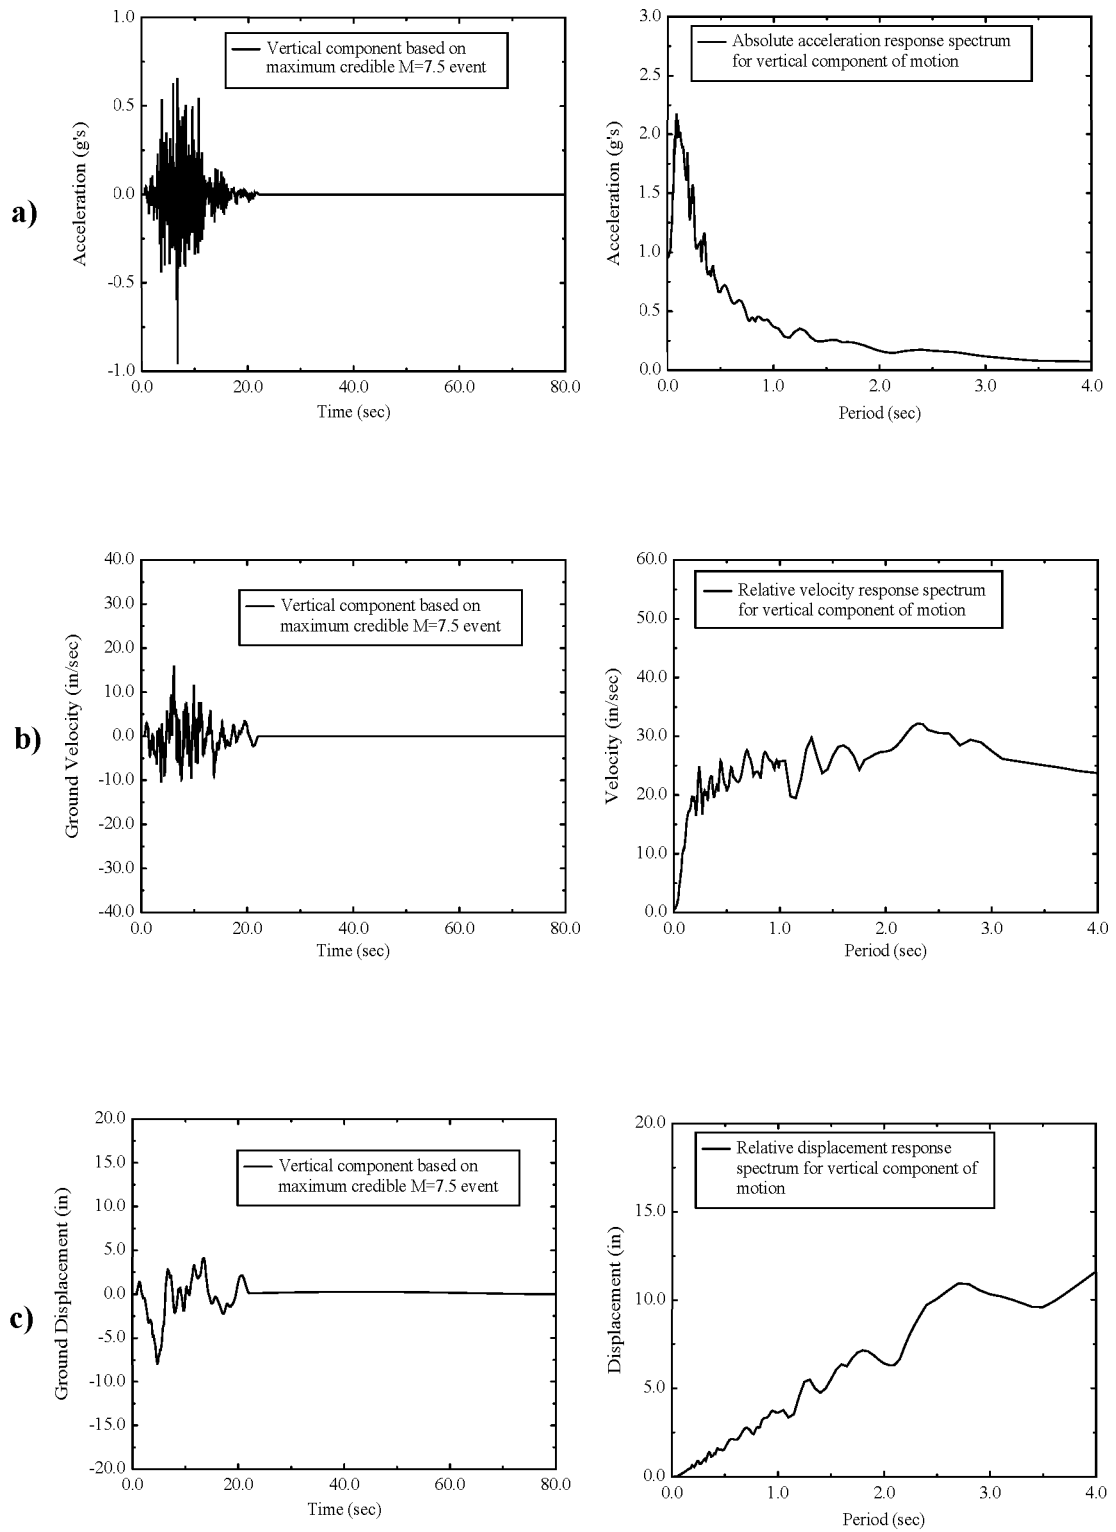 a)
Acceleration (g's)
1.0
0.5
0.0
-0.5
-1.0
Vertical component based on
maximum credible M=7.5 event
0.0 20.0 40.0 60.0 80.0
Time (sec)
Acceleration (g's)
3.0
2.5
2.0
1.5
1.0
0.5
0.0
Absolute acceleration response spectrum
for vertical component of motion
0.0 1.0 2.0 3.0 4.0
Period (sec)
b)
Ground Velocity (in/sec)
40.0
30.0
20.0
10.0
0.0
-10.0
-20.0
-30.0
-40.0
Vertical component based on
maximum credible M=7.5 event
0.0 20.0 40.0 60.0 80.0
Time (sec)
Velocity (in/sec)
60.0
50.0
40.0
30.0
20.0
10.0
0.0
Relative velocity response spectrum
for vertical component of motion
0.0 1.0 2.0 3.0 4.0
Period (sec)
c)
Ground Displacement (in)
20.0
15.0
10.0
5.0
0.0
-5.0
-10.0
-15.0
-20.0
Vertical component based on
maximum credible M=7.5 event
0.0 20.0 40.0 60.0 80.0
Time (sec)
Displacement (in)
20.0
15.0
10.0
5.0
0.0
Relative displacement response
spectrum for vertical component of
motion
0.0 1.0 2.0 3.0 4.0
Period (sec)